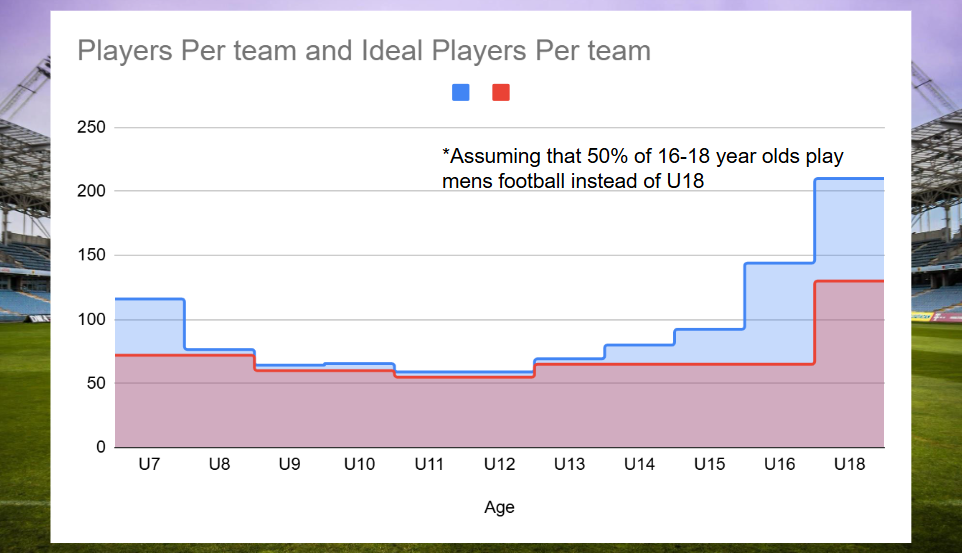 Players Per team and Ideal Players Per team
*Assuming that 50% of 16-18 year olds play
mens football instead of U18
250
200
150
100
50
0
U7 U8 U9 U10 U11 U12 U13 U14 U15 U16 U18
Age